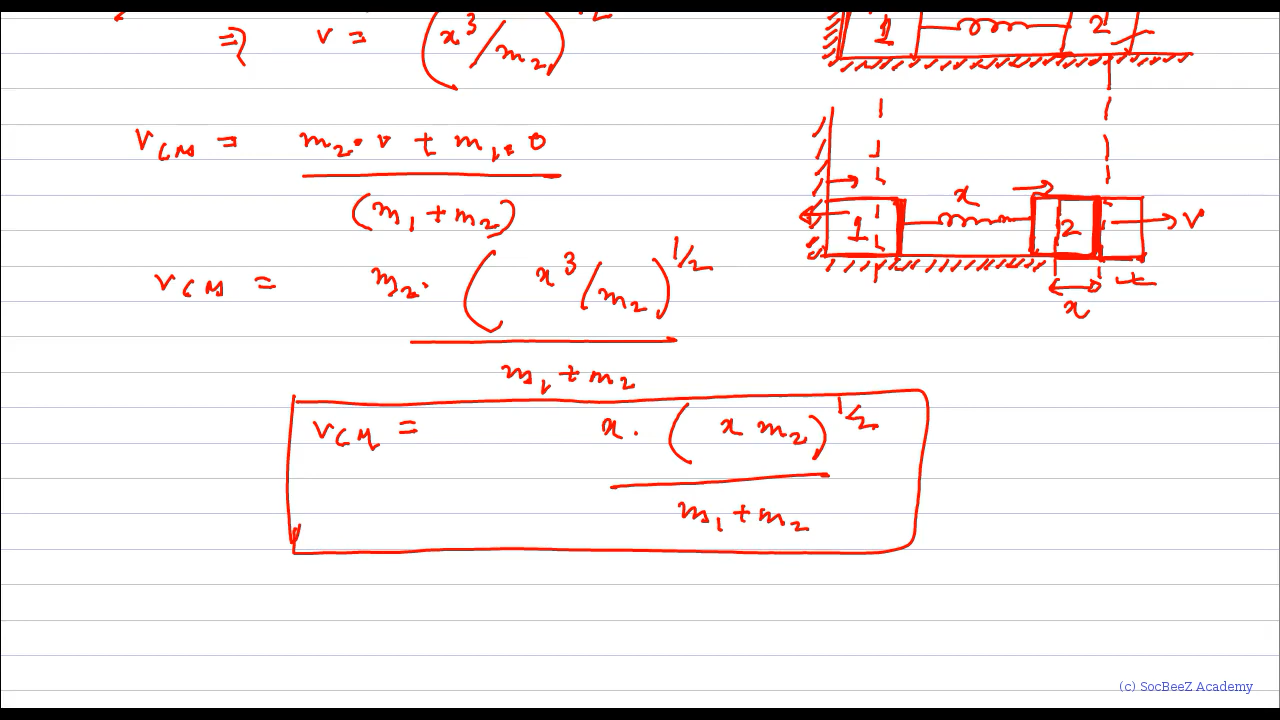 ⇒ v = (x³/m₂)^1/2
1 2
v_CM = m₂·v + m₁·0 / (m₁ + m₂)
x
1 2 v
x
v_CM = m₂·(x³/m₂)^1/2 / m₁ + m₂
v_CM = x·(x m₂)^1/2 / m₁ + m₂
(c) SocBeeZ Academy